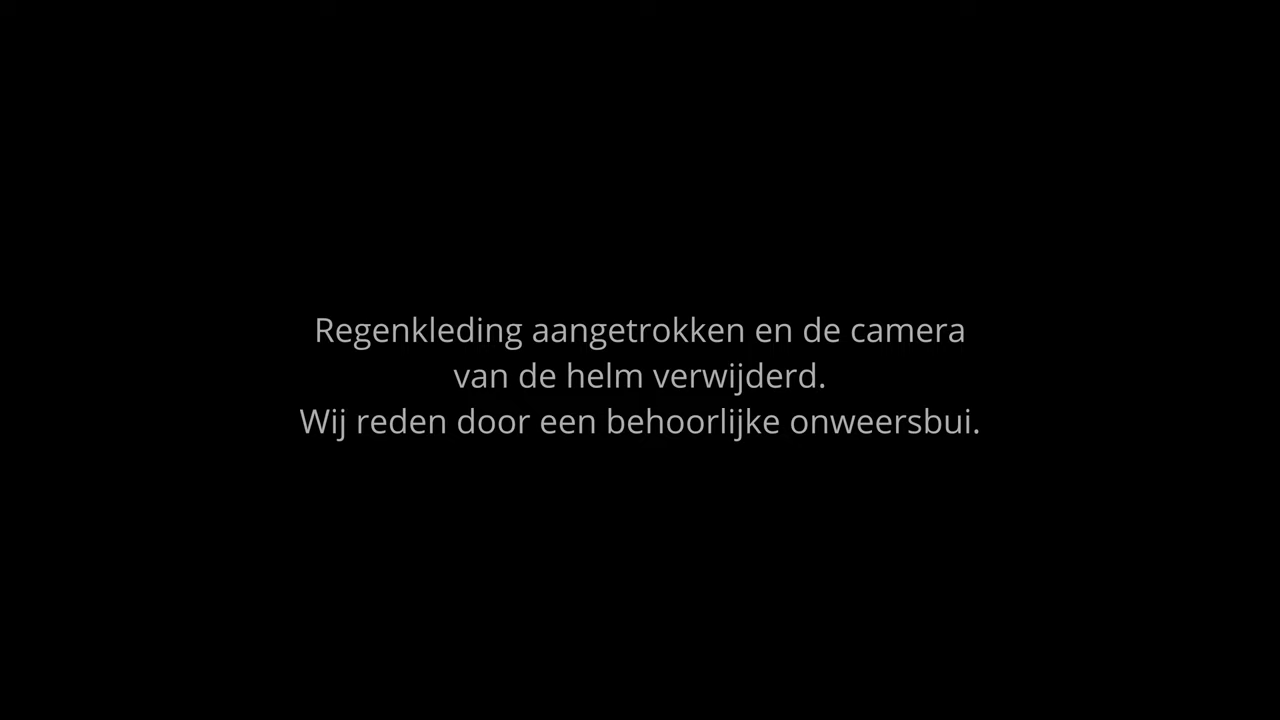 Regenkleding aangetrokken en de camera
van de helm verwijderd.
Wij reden door een behoorlijke onweersbui.